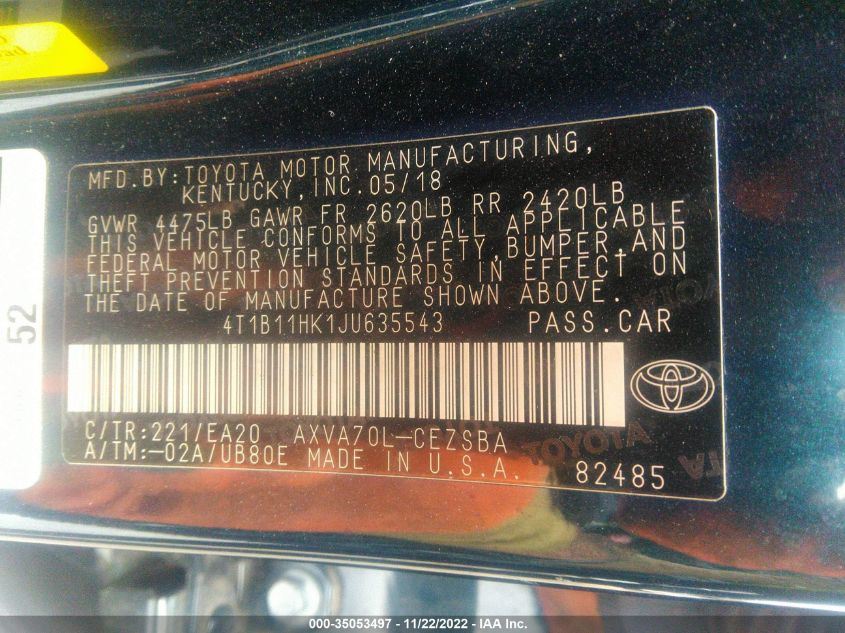 52
MFD.BY:TOYOTA MOTOR MANUFACTURING,
KENTUCKY,INC.05/18
GVWR 4475LB GAWR FR 2620LB RR 2420LB
THIS VEHICLE CONFORMS TO ALL APPLICABLE
FEDERAL MOTOR VEHICLE SAFETY,BUMPER,AND
THEFT PREVENTION STANDARDS IN EFFECT ON
THE DATE OF MANUFACTURE SHOWN ABOVE.
4T1B11HK1JU635543 PASS.CAR
C/TR:221/EA20 AXVA70L-CEZSBA
A/TM:-02A/UB80E MADE IN U.S.A.
TOYOTA
82485
000-35053497 - 11/22/2022 - IAA Inc.